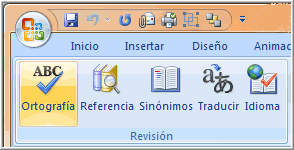 Inicio Insertar Diseño Animac
ABC
Ortografía Referencia Sinónimos Traducir Idioma
Revisión